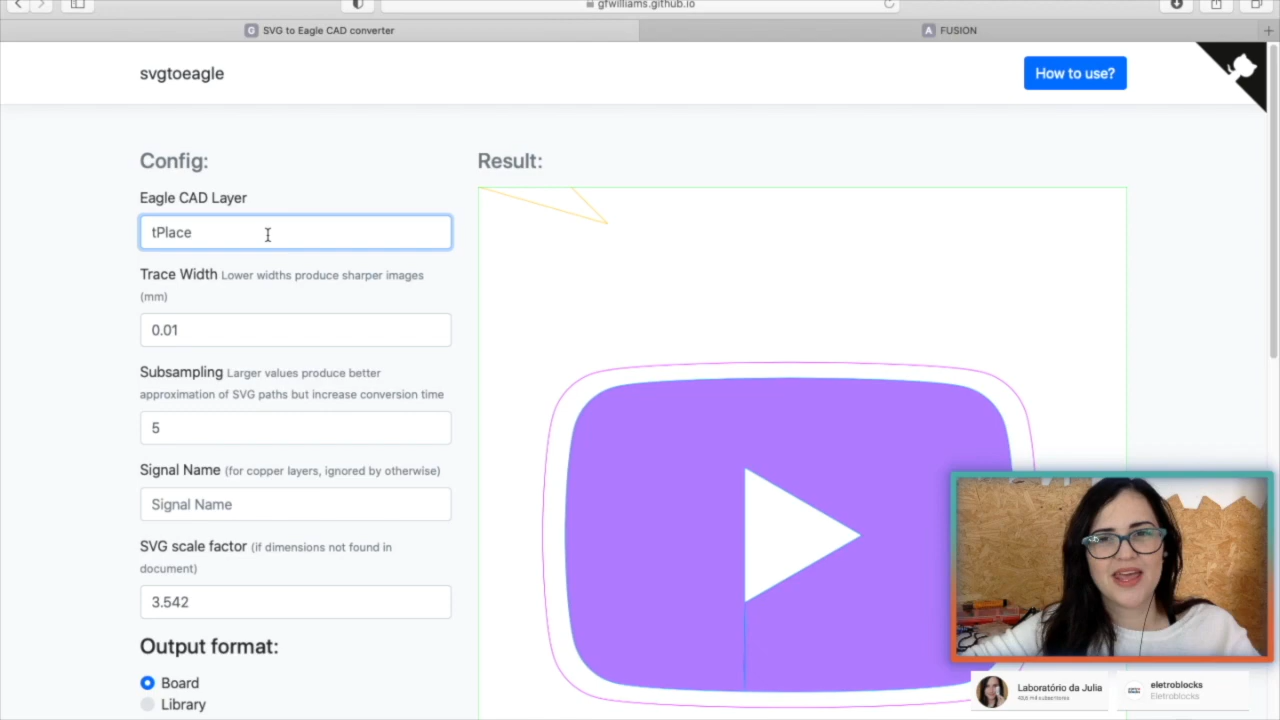 gfwilliams.github.io
G SVG to Eagle CAD converter
A FUSION
svgtoeagle
How to use?
Config:
Eagle CAD Layer
tPlace
Trace Width Lower widths produce sharper images
(mm)
0.01
Subsampling Larger values produce better
approximation of SVG paths but increase conversion time
5
Signal Name (for copper layers, ignored by otherwise)
Signal Name
SVG scale factor (if dimensions not found in
document)
3.542
Output format:
Board
Library
Result:
Laboratório da Julia
eletroblocks
Eletroblocks